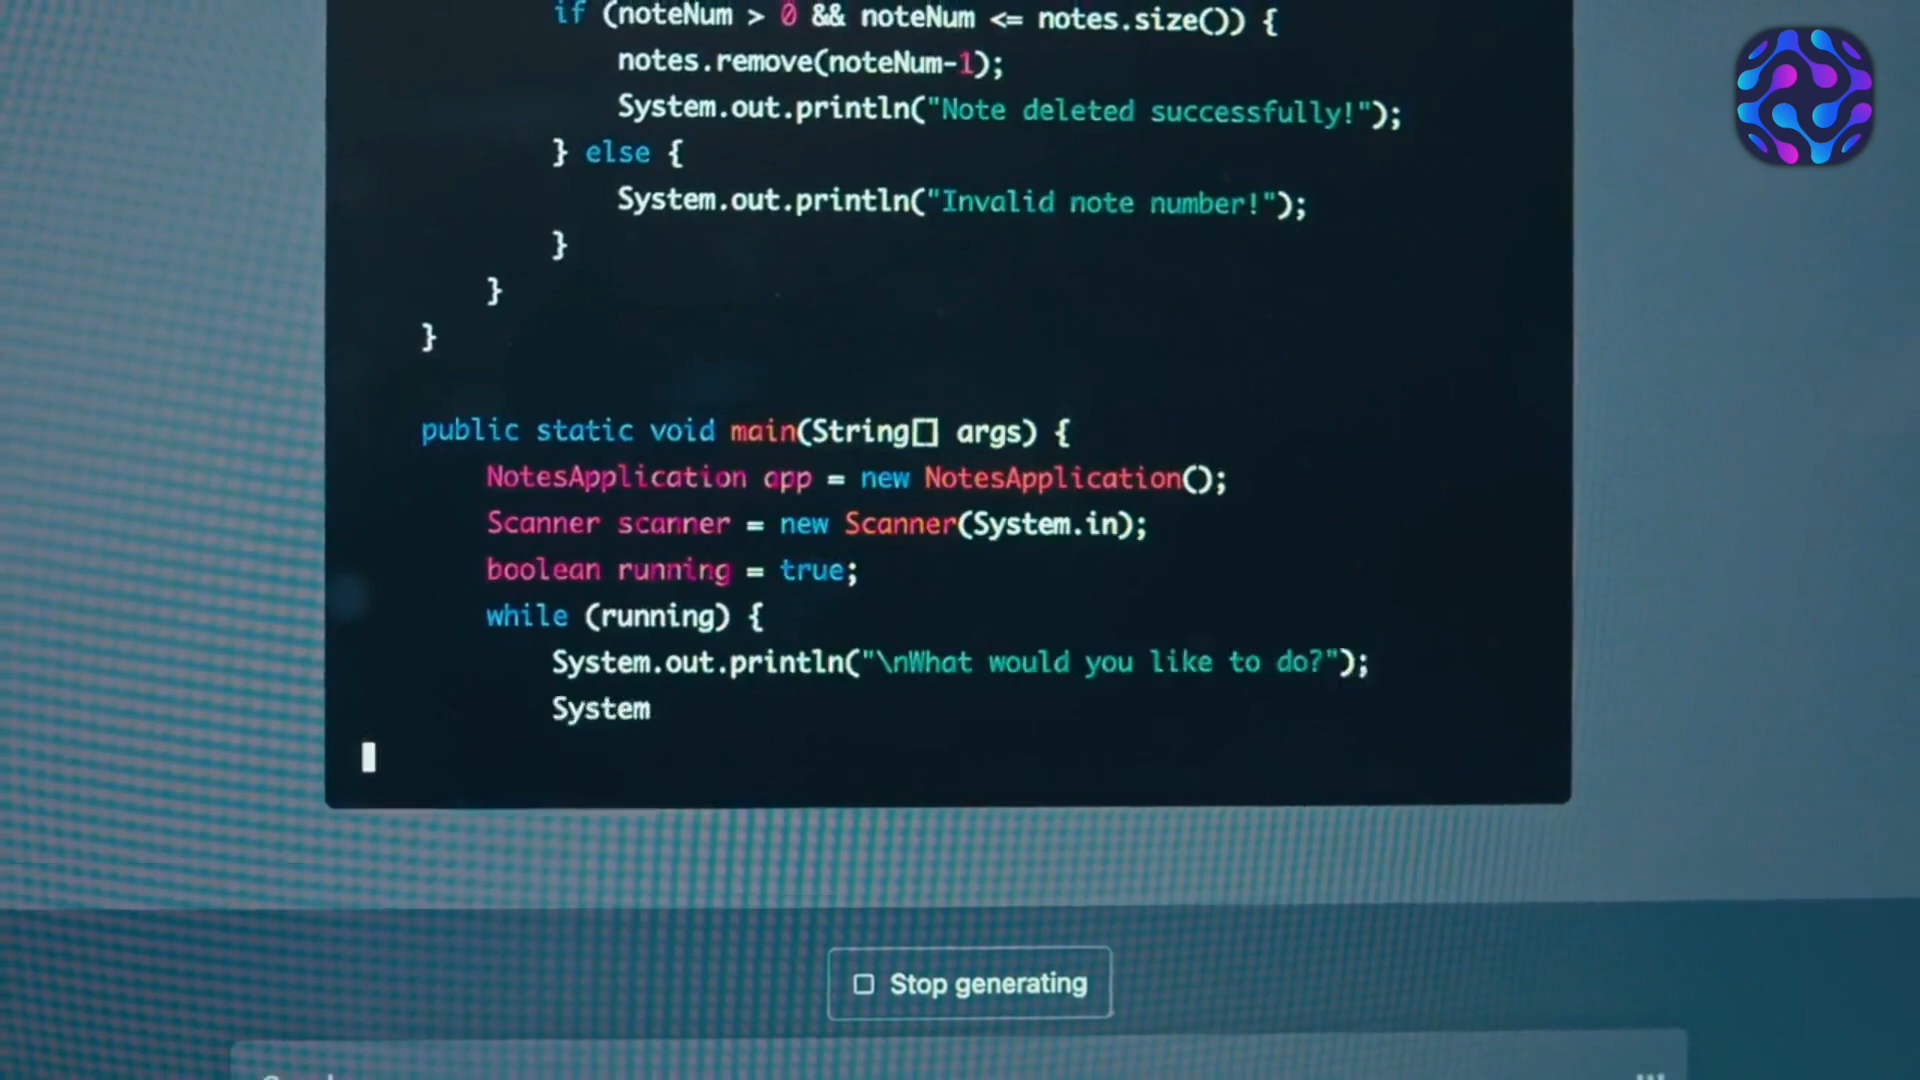 if (noteNum > 0 && noteNum <= notes.size()) {
notes.remove(noteNum-1);
System.out.println("Note deleted successfully!");
} else {
System.out.println("Invalid note number!");
}
}
}
public static void main(String[] args) {
NotesApplication app = new NotesApplication();
Scanner scanner = new Scanner(System.in);
boolean running = true;
while (running) {
System.out.println("\nWhat would you like to do?");
System
Stop generating